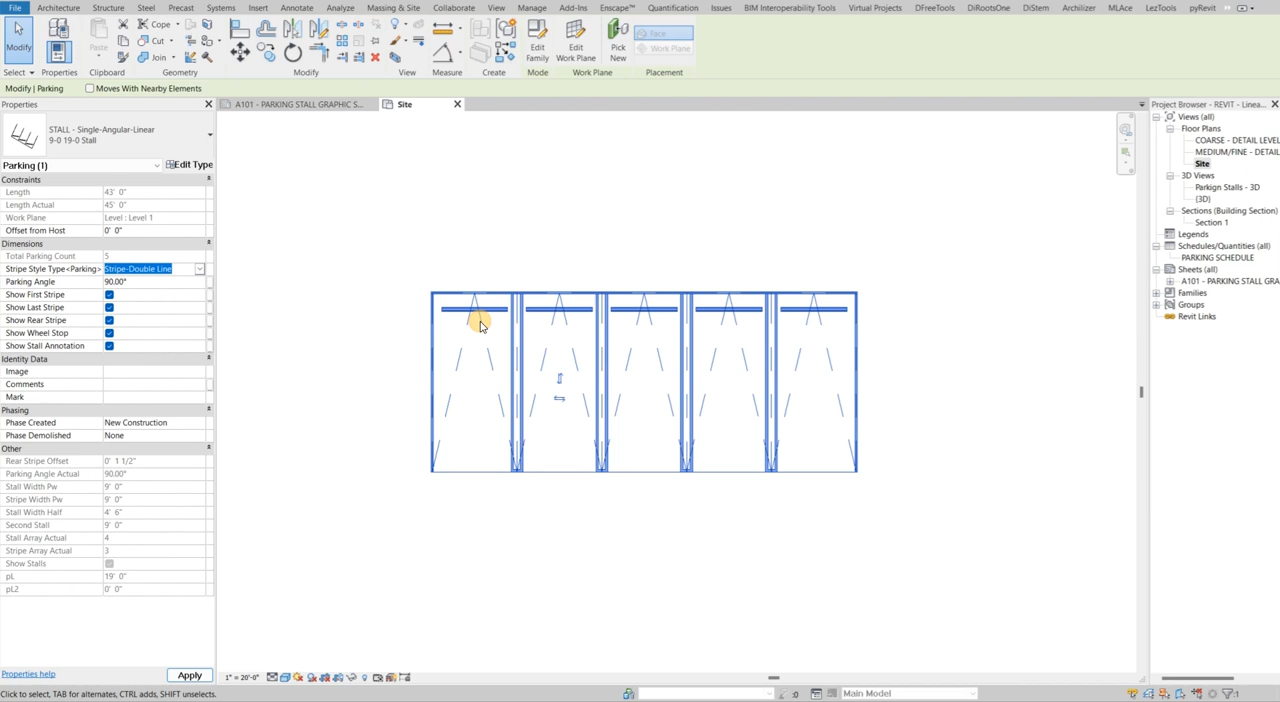 File Architecture Structure Steel Precast Systems Insert Annotate Analyze Massing & Site Collaborate View Manage Add-Ins Enscape™ Quantification Issues BIM Interoperability Tools Virtual Projects DFreeTools DiRootsOne DiStem Archilizer MLAce LezTools pyRevit
Modify
Paste
Cope
Cut
Join
Edit Family
Edit Work Plane
Pick New
Face
Work Plane
Select Properties Clipboard Geometry Modify View Measure Create Mode Work Plane Placement
Modify | Parking Moves With Nearby Elements
Properties
A101 - PARKING STALL GRAPHIC S...
Site
Project Browser - REVIT - Linea...
STALL - Single-Angular-Linear
9-0 19-0 Stall
Parking (1) Edit Type
Constraints
Length 43' 0"
Length Actual 45' 0"
Work Plane Level : Level 1
Offset from Host 0' 0"
Dimensions
Total Parking Count 5
Stripe Style Type<Parking> Stripe-Double Line
Parking Angle 90.00°
Show First Stripe
Show Last Stripe
Show Rear Stripe
Show Wheel Stop
Show Stall Annotation
Identity Data
Image
Comments
Mark
Phasing
Phase Created New Construction
Phase Demolished None
Other
Rear Stripe Offset 0' 1 1/2"
Parking Angle Actual 90.00°
Stall Width Pw 9' 0"
Stripe Width Pw 9' 0"
Stall Width Half 4' 6"
Second Stall 9' 0"
Stall Array Actual 4
Stripe Array Actual 3
Show Stalls
pL 19' 0"
pL2 0' 0"
Properties help Apply
Views (all)
Floor Plans
COARSE - DETAIL LEVEL
MEDIUM/FINE - DETAIL
Site
3D Views
Parkign Stalls - 3D
{3D}
Sections (Building Section)
Section 1
Legends
Schedules/Quantities (all)
PARKING SCHEDULE
Sheets (all)
A101 - PARKING STALL GRA
Families
Groups
Revit Links
1" = 20'-0"
Click to select, TAB for alternates, CTRL adds, SHIFT unselects.
:0
Main Model
:1